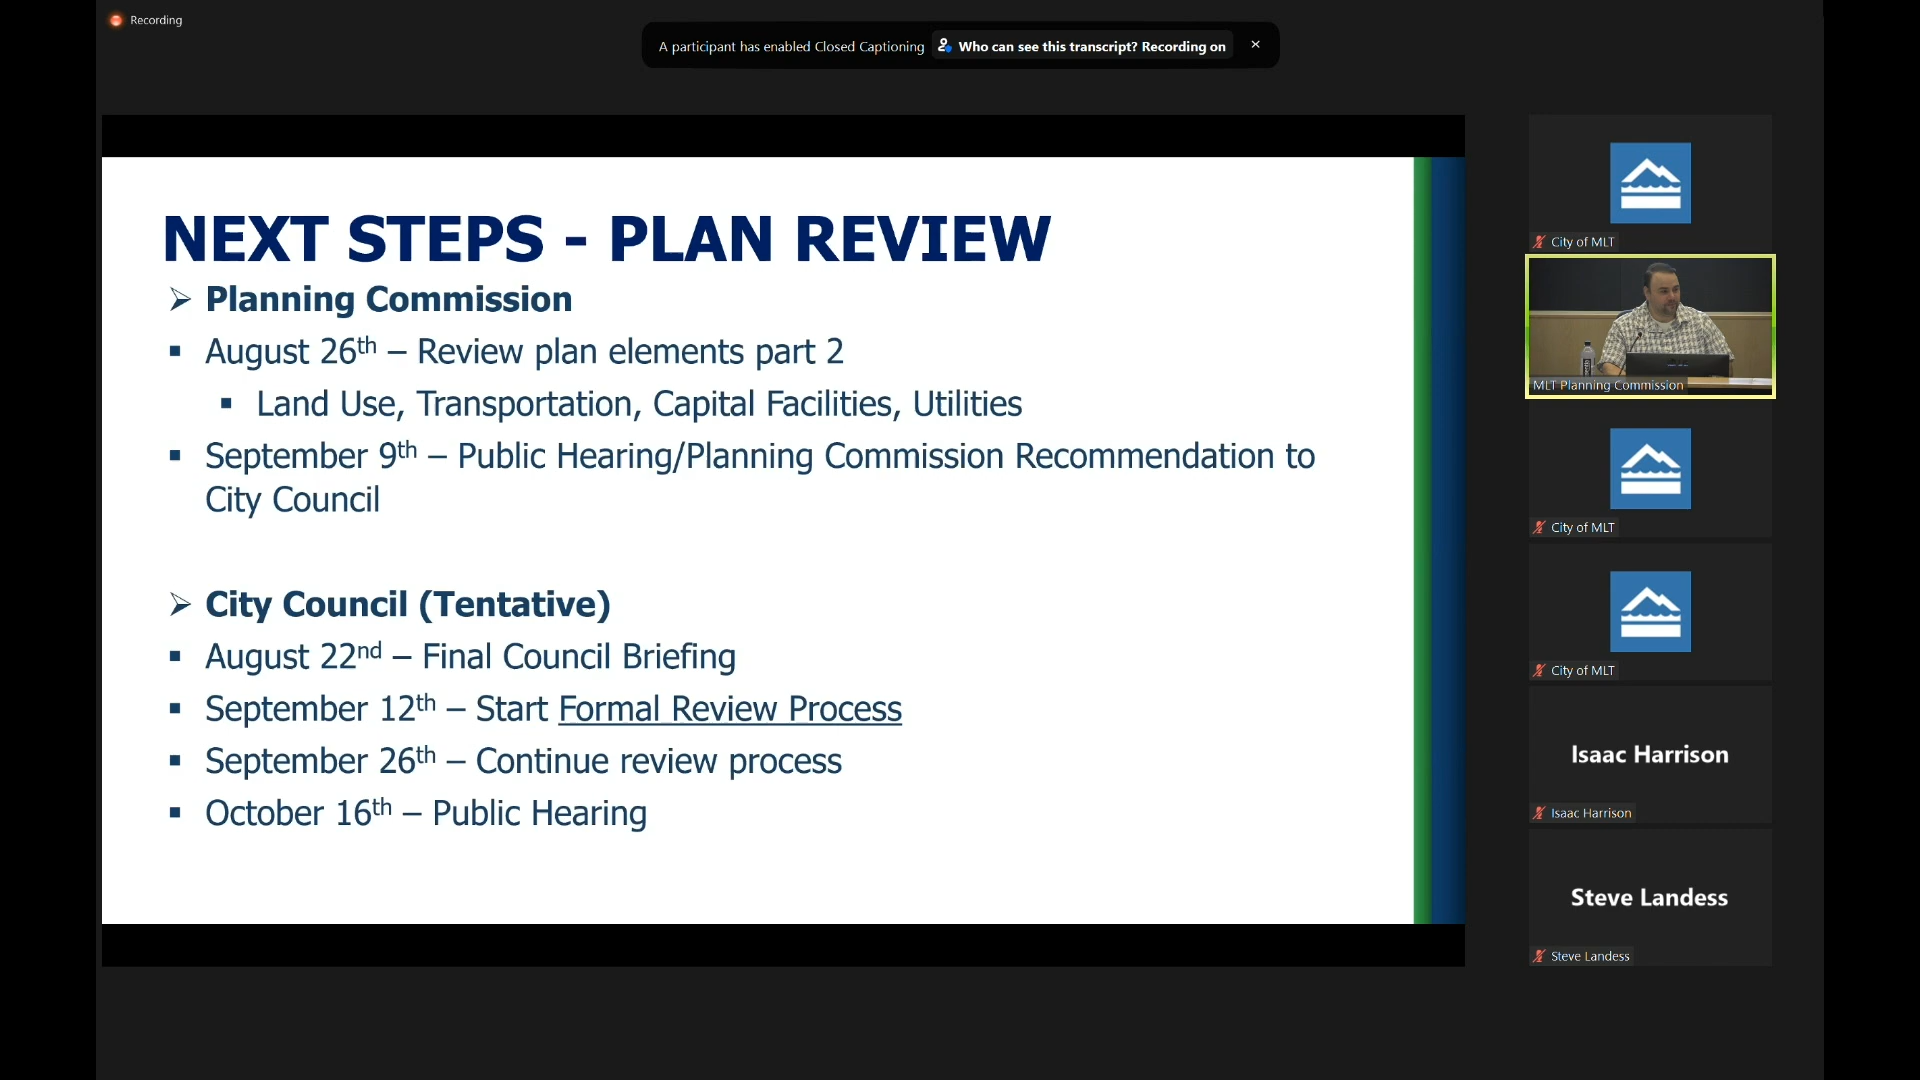 Recording
A participant has enabled Closed Captioning Who can see this transcript? Recording on
NEXT STEPS - PLAN REVIEW
Planning Commission
August 26th – Review plan elements part 2
Land Use, Transportation, Capital Facilities, Utilities
September 9th – Public Hearing/Planning Commission Recommendation to
City Council
City Council (Tentative)
August 22nd – Final Council Briefing
September 12th – Start Formal Review Process
September 26th – Continue review process
October 16th – Public Hearing
City of MLT
MLT Planning Commission
City of MLT
City of MLT
Isaac Harrison
Isaac Harrison
Steve Landess
Steve Landess